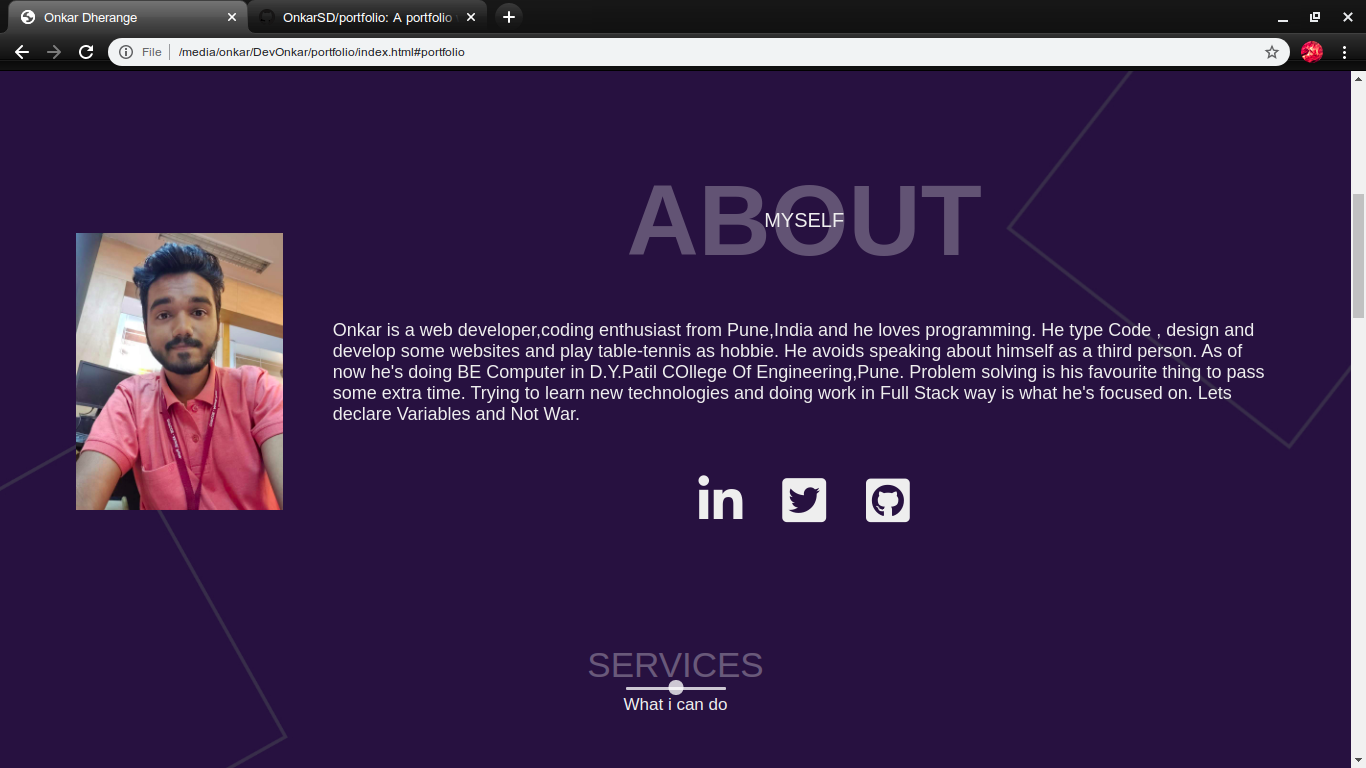 Onkar Dherange
OnkarSD/portfolio: A portfolio
File
/media/onkar/DevOnkar/portfolio/index.html#portfolio
ABOUT
MYSELF
Onkar is a web developer,coding enthusiast from Pune,India and he loves programming. He type Code , design and
develop some websites and play table-tennis as hobbie. He avoids speaking about himself as a third person. As of
now he's doing BE Computer in D.Y.Patil COllege Of Engineering,Pune. Problem solving is his favourite thing to pass
some extra time. Trying to learn new technologies and doing work in Full Stack way is what he's focused on. Lets
declare Variables and Not War.
in
SERVICES
What i can do